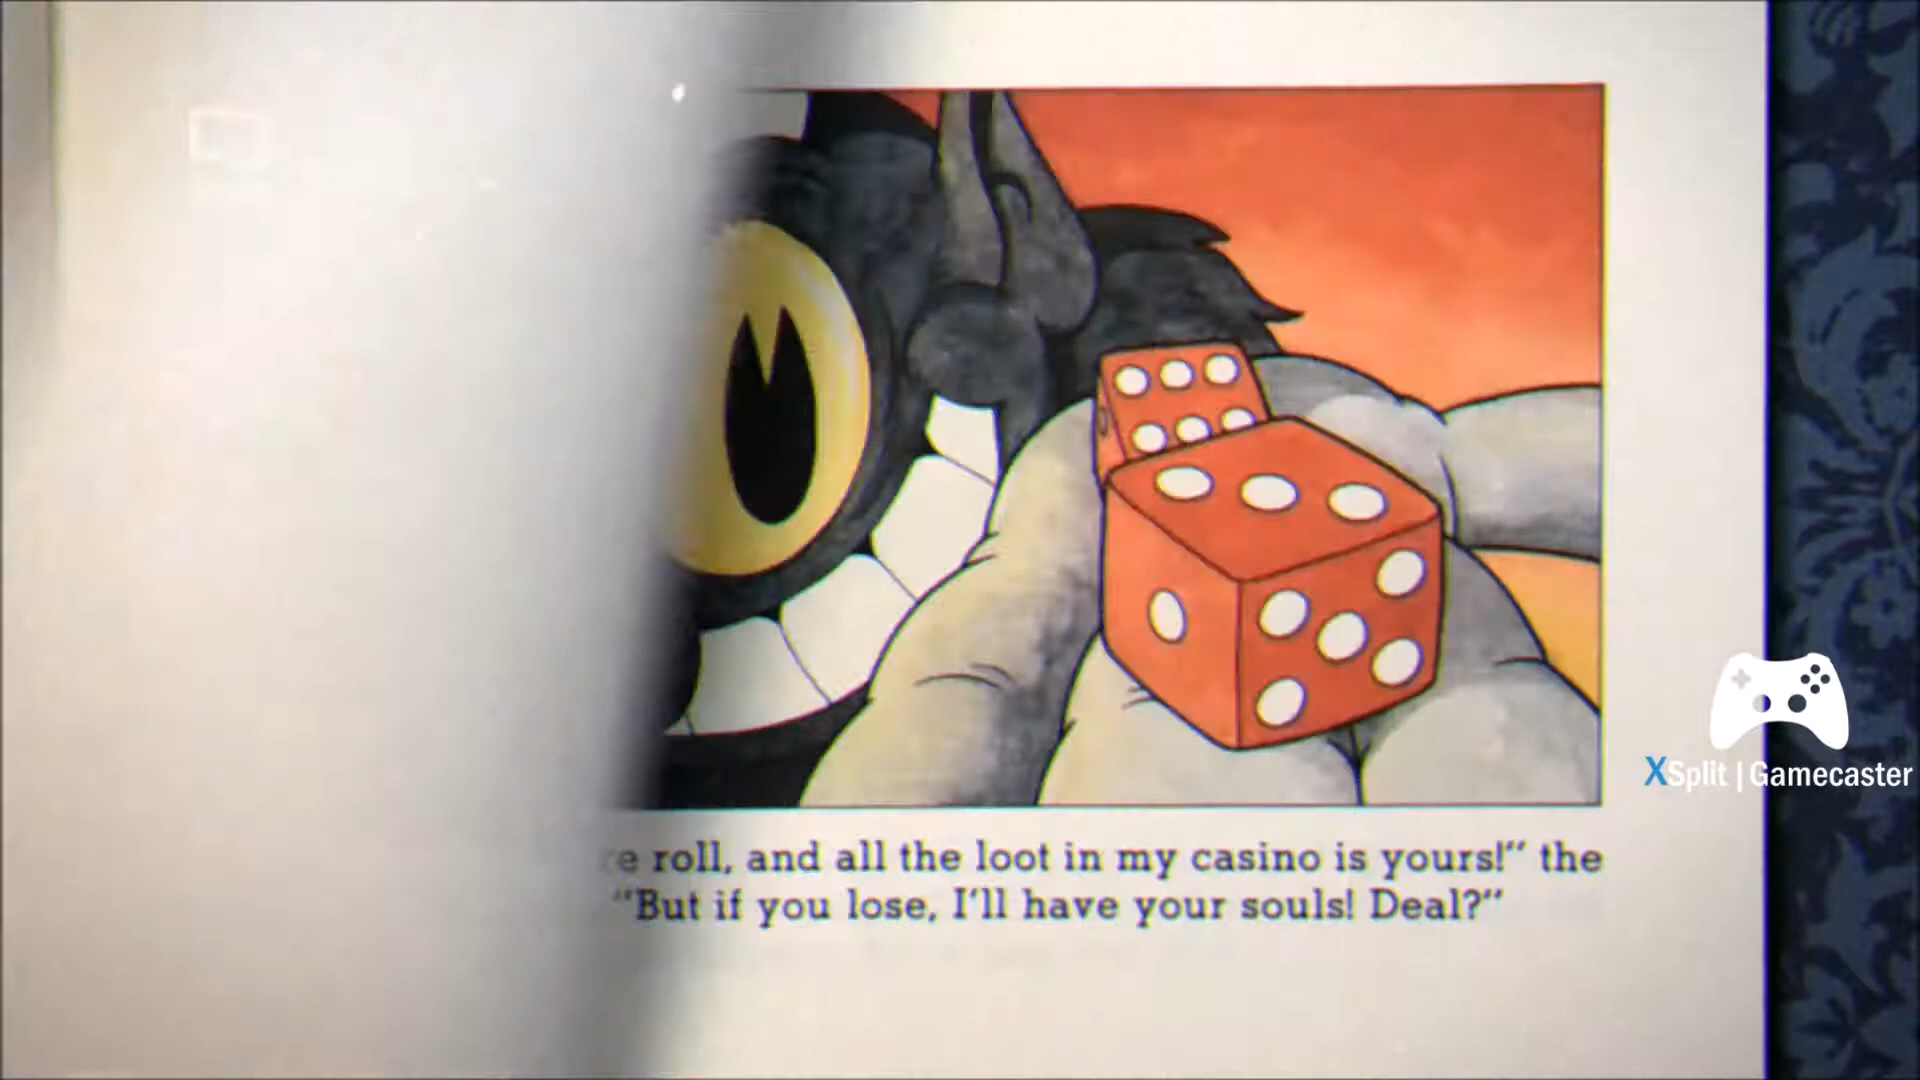 roll, and all the loot in my casino is yours!" the
"But if you lose, I'll have your souls! Deal?"
XSplit | Gamecaster